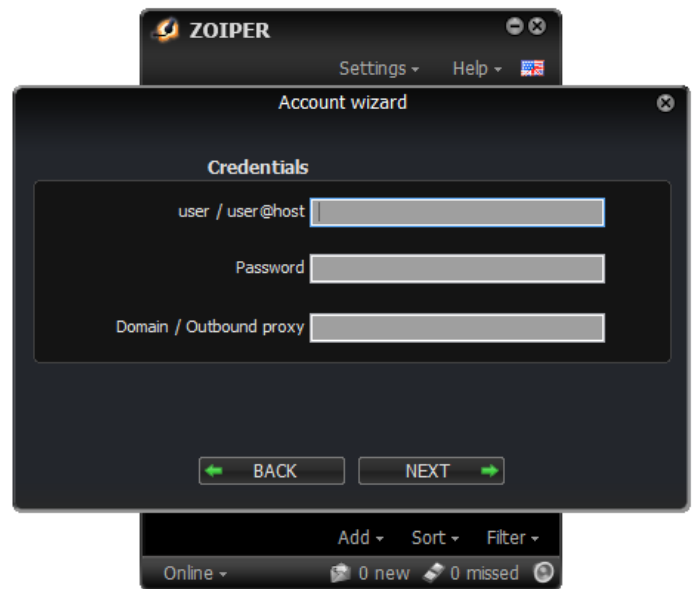 ZOIPER
Settings Help
Account wizard
Credentials
user / user@host
Password
Domain / Outbound proxy
BACK NEXT
Add Sort Filter
Online 0 new 0 missed